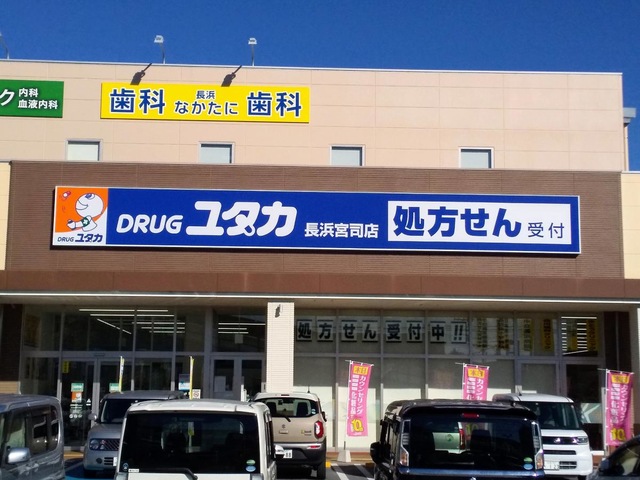 ク 内科
血液内科
歯科 長浜 なかたに 歯科
DRUG ユタカ
DRUG ユタカ 長浜宮司店 処方せん 受付
処方せん受付中!!